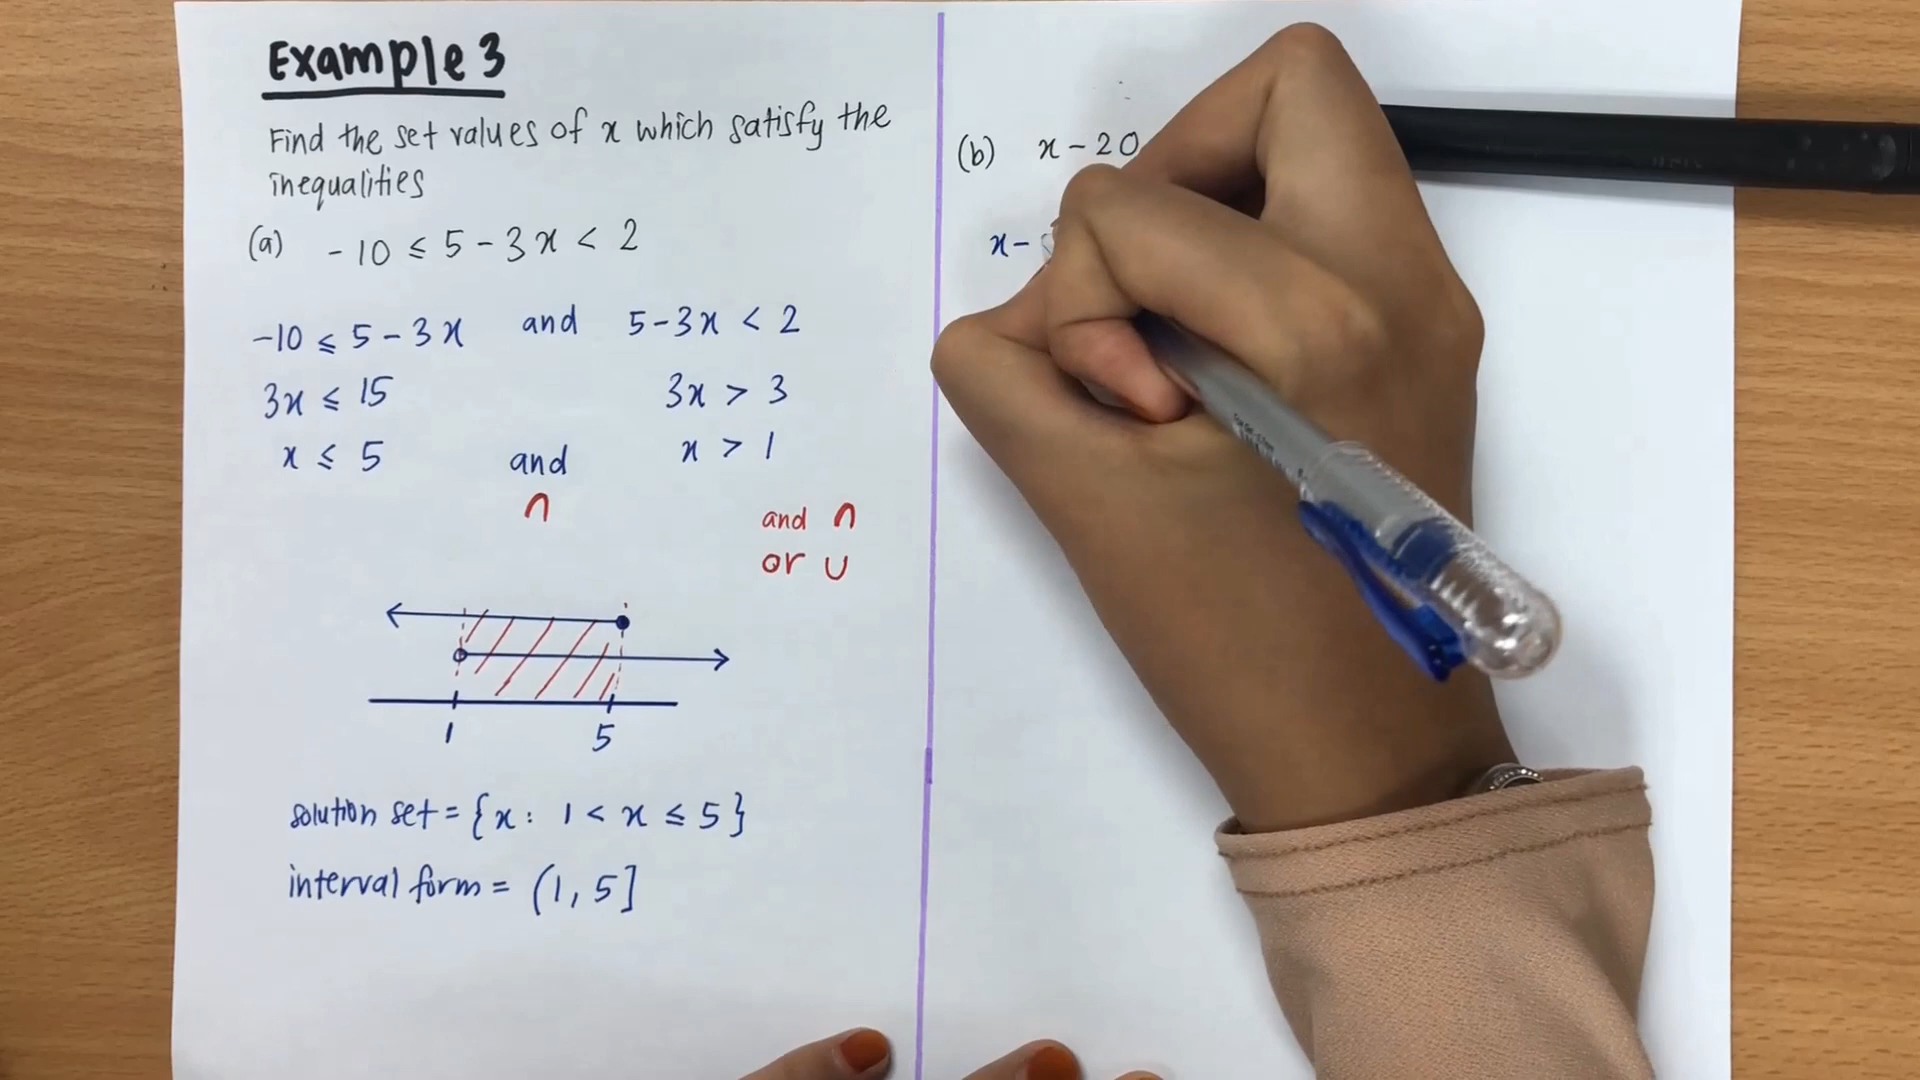 Example 3
Find the set values of x which satisfy the
inequalities
(a) -10 ≤ 5 - 3x < 2
-10 ≤ 5 - 3x and 5 - 3x < 2
3x ≤ 15 3x > 3
x ≤ 5 and x > 1
∩
and ∩
or ∪
1 5
solution set = {x : 1 < x ≤ 5}
interval form = (1, 5]
(b) x - 20
x -